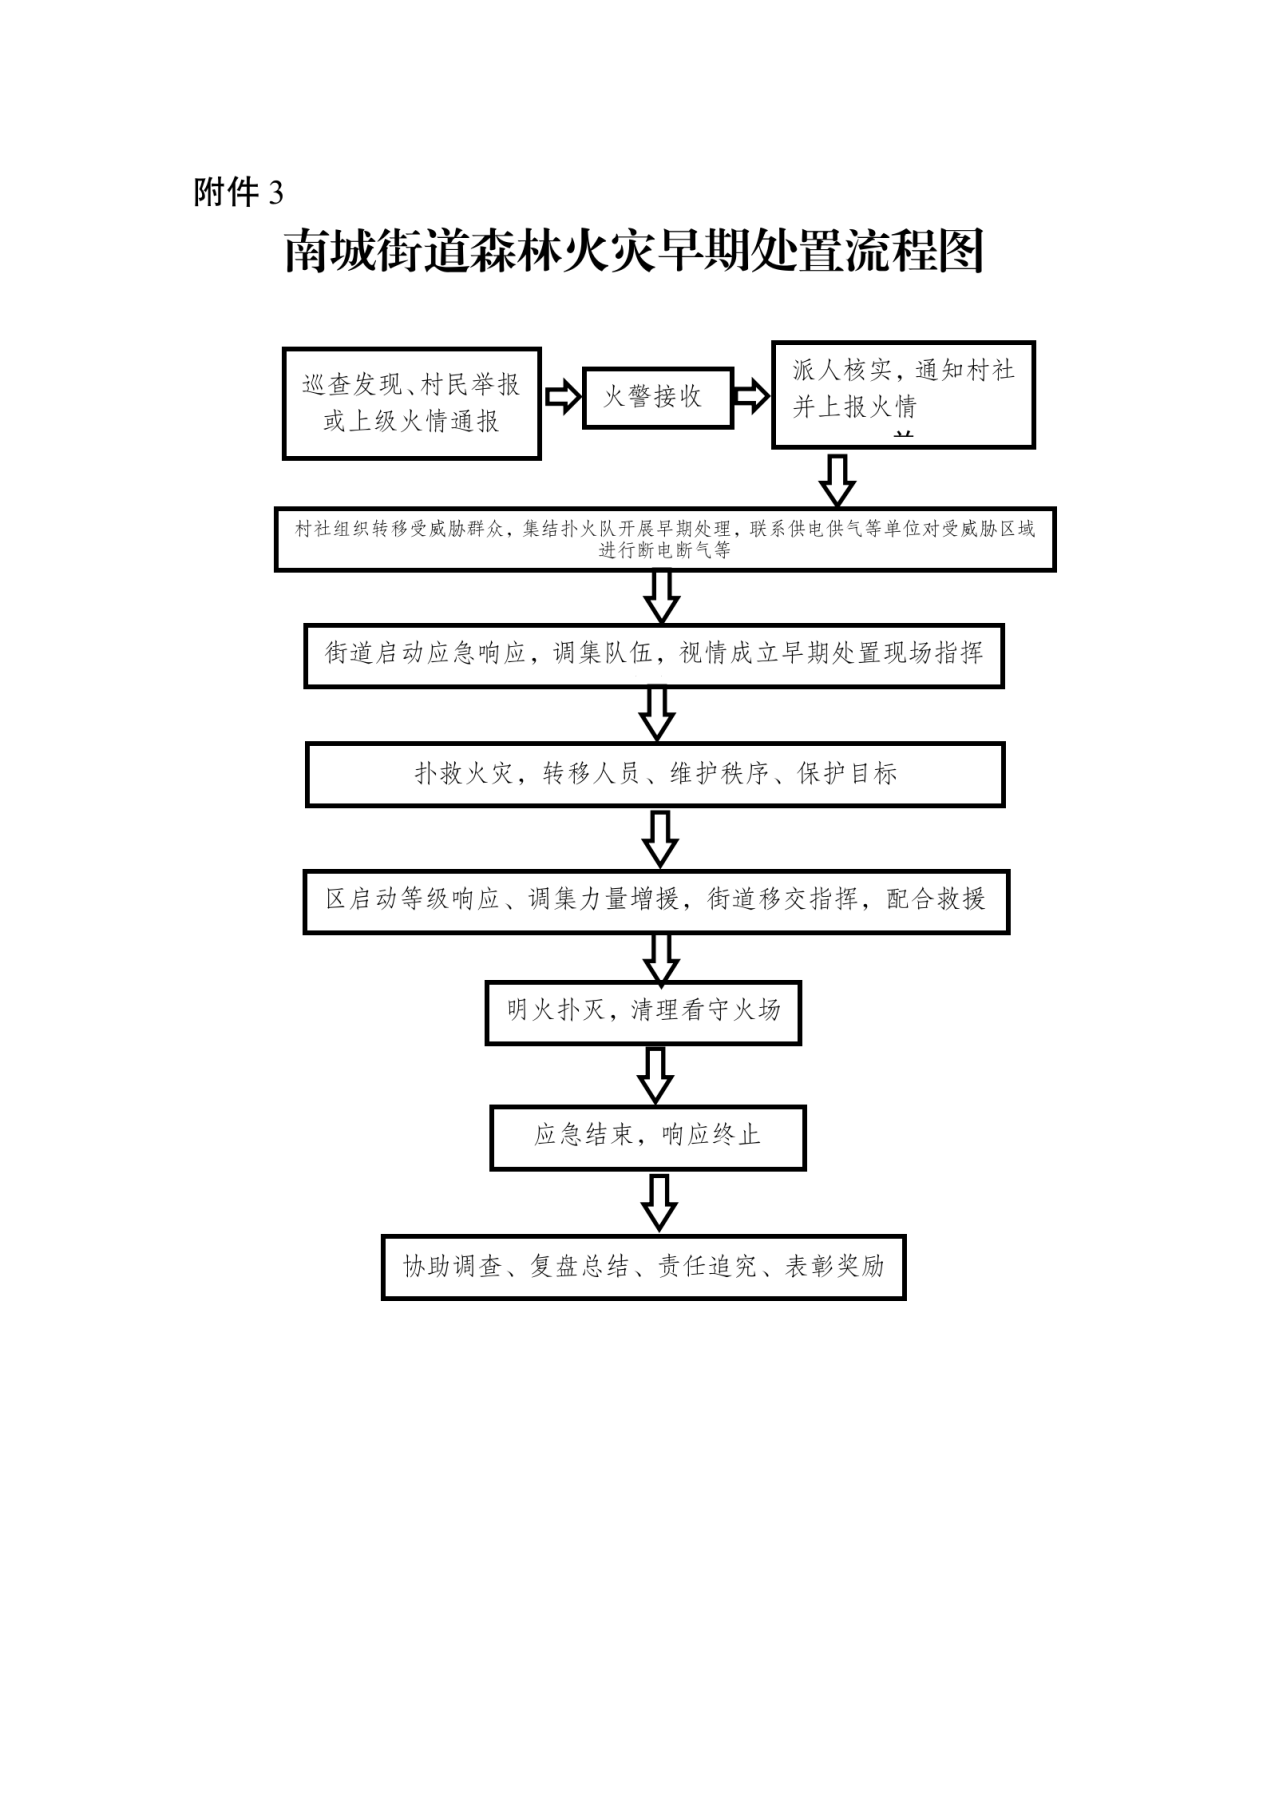 附件 3
南城街道森林火灾早期处置流程图
巡查发现、村民举报
或上级火情通报
火警接收
派人核实，通知村社
并上报火情
村社组织转移受威胁群众，集结扑火队开展早期处理，联系供电供气等单位对受威胁区域
进行断电断气等
街道启动应急响应，调集队伍，视情成立早期处置现场指挥
扑救火灾，转移人员、维护秩序、保护目标
区启动等级响应、调集力量增援，街道移交指挥，配合救援
明火扑灭，清理看守火场
应急结束，响应终止
协助调查、复盘总结、责任追究、表彰奖励